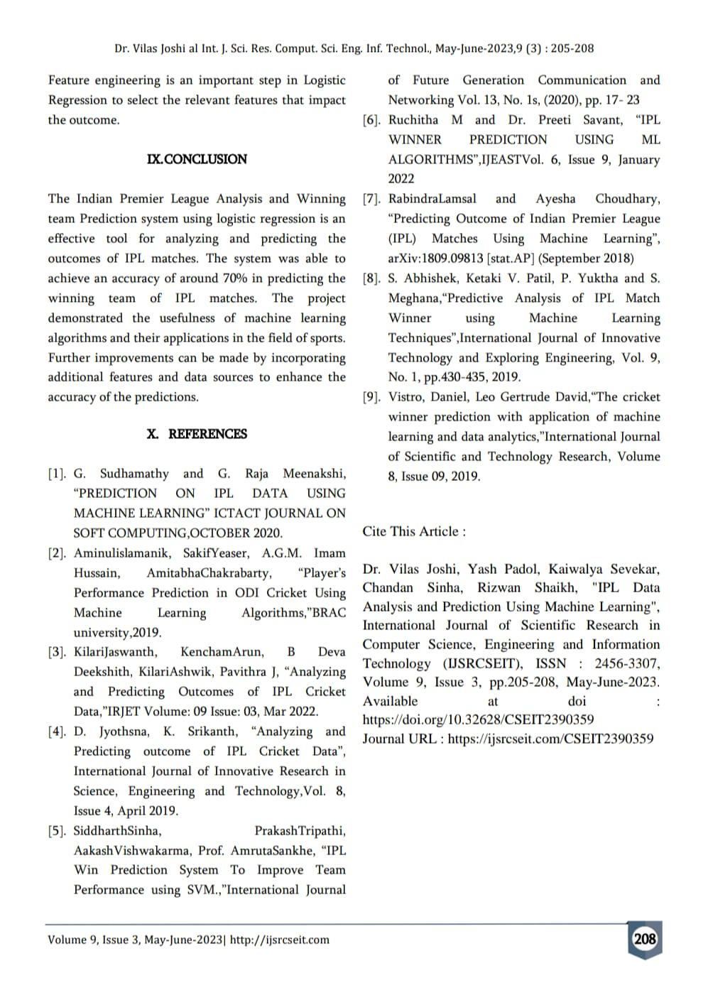 Dr. Vilas Joshi al Int. J. Sci. Res. Comput. Sci. Eng. Inf. Technol., May-June-2023,9 (3) : 205-208
Feature engineering is an important step in Logistic
Regression to select the relevant features that impact
the outcome.
IX.CONCLUSION
The Indian Premier League Analysis and Winning
team Prediction system using logistic regression is an
effective tool for analyzing and predicting the
outcomes of IPL matches. The system was able to
achieve an accuracy of around 70% in predicting the
winning team of IPL matches. The project
demonstrated the usefulness of machine learning
algorithms and their applications in the field of sports.
Further improvements can be made by incorporating
additional features and data sources to enhance the
accuracy of the predictions.
X. REFERENCES
[1]. G. Sudhamathy and G. Raja Meenakshi,
“PREDICTION ON IPL DATA USING
MACHINE LEARNING” ICTACT JOURNAL ON
SOFT COMPUTING,OCTOBER 2020.
[2]. Aminulislamanik, SakifYeaser, A.G.M. Imam
Hussain, AmitabhaChakrabarty, “Player’s
Performance Prediction in ODI Cricket Using
Machine Learning Algorithms,”BRAC
university,2019.
[3]. KilariJaswanth, KenchamArun, B Deva
Deekshith, KilariAshwik, Pavithra J, “Analyzing
and Predicting Outcomes of IPL Cricket
Data,”IRJET Volume: 09 Issue: 03, Mar 2022.
[4]. D. Jyothsna, K. Srikanth, “Analyzing and
Predicting outcome of IPL Cricket Data”,
International Journal of Innovative Research in
Science, Engineering and Technology,Vol. 8,
Issue 4, April 2019.
[5]. SiddharthSinha, PrakashTripathi,
AakashVishwakarma, Prof. AmrutaSankhe, “IPL
Win Prediction System To Improve Team
Performance using SVM.,”International Journal
of Future Generation Communication and
Networking Vol. 13, No. 1s, (2020), pp. 17- 23
[6]. Ruchitha M and Dr. Preeti Savant, “IPL
WINNER PREDICTION USING ML
ALGORITHMS”,IJEASTVol. 6, Issue 9, January
2022
[7]. RabindraLamsal and Ayesha Choudhary,
“Predicting Outcome of Indian Premier League
(IPL) Matches Using Machine Learning”,
arXiv:1809.09813 [stat.AP] (September 2018)
[8]. S. Abhishek, Ketaki V. Patil, P. Yuktha and S.
Meghana,“Predictive Analysis of IPL Match
Winner using Machine Learning
Techniques”,International Journal of Innovative
Technology and Exploring Engineering, Vol. 9,
No. 1, pp.430-435, 2019.
[9]. Vistro, Daniel, Leo Gertrude David,“The cricket
winner prediction with application of machine
learning and data analytics,”International Journal
of Scientific and Technology Research, Volume
8, Issue 09, 2019.
Cite This Article :
Dr. Vilas Joshi, Yash Padol, Kaiwalya Sevekar,
Chandan Sinha, Rizwan Shaikh, "IPL Data
Analysis and Prediction Using Machine Learning",
International Journal of Scientific Research in
Computer Science, Engineering and Information
Technology (IJSRCSEIT), ISSN : 2456-3307,
Volume 9, Issue 3, pp.205-208, May-June-2023.
Available at doi :
https://doi.org/10.32628/CSEIT2390359
Journal URL : https://ijsrcseit.com/CSEIT2390359
Volume 9, Issue 3, May-June-2023| http://ijsrcseit.com
208